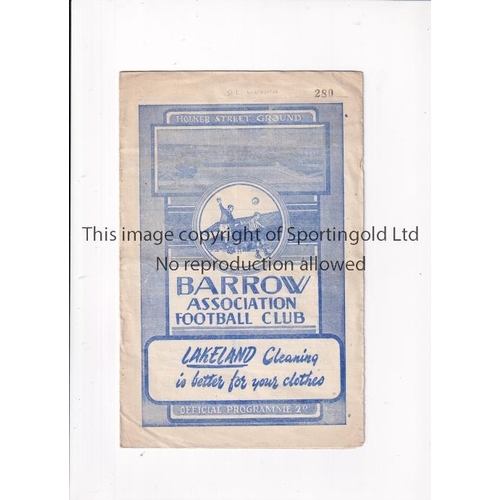 280
HOLKER STREET GROUND
This image copyright of Sportingold Ltd
No reproduction allowed
BARROW
ASSOCIATION
FOOTBALL CLUB
LAKELAND Cleaning
is better for your clothes
OFFICIAL PROGRAMME 2D